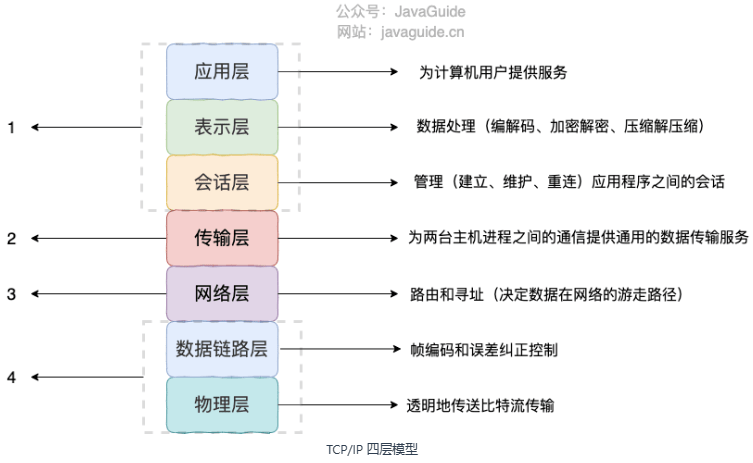 公众号：JavaGuide
网站：javaguide.cn
应用层
为计算机用户提供服务
1
表示层
数据处理（编解码、加密解密、压缩解压缩）
会话层
管理（建立、维护、重连）应用程序之间的会话
2
传输层
为两台主机进程之间的通信提供通用的数据传输服务
3
网络层
路由和寻址（决定数据在网络的游走路径）
数据链路层
帧编码和误差纠正控制
4
物理层
透明地传送比特流传输
TCP/IP 四层模型